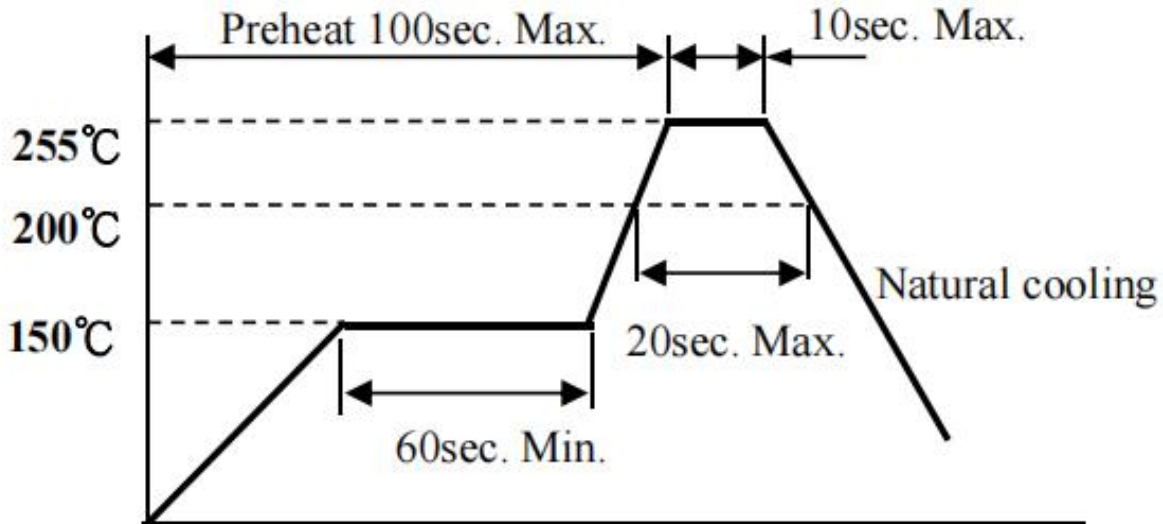 Preheat 100sec. Max.
10sec. Max.
255℃
200℃
Natural cooling
150℃
20sec. Max.
60sec. Min.